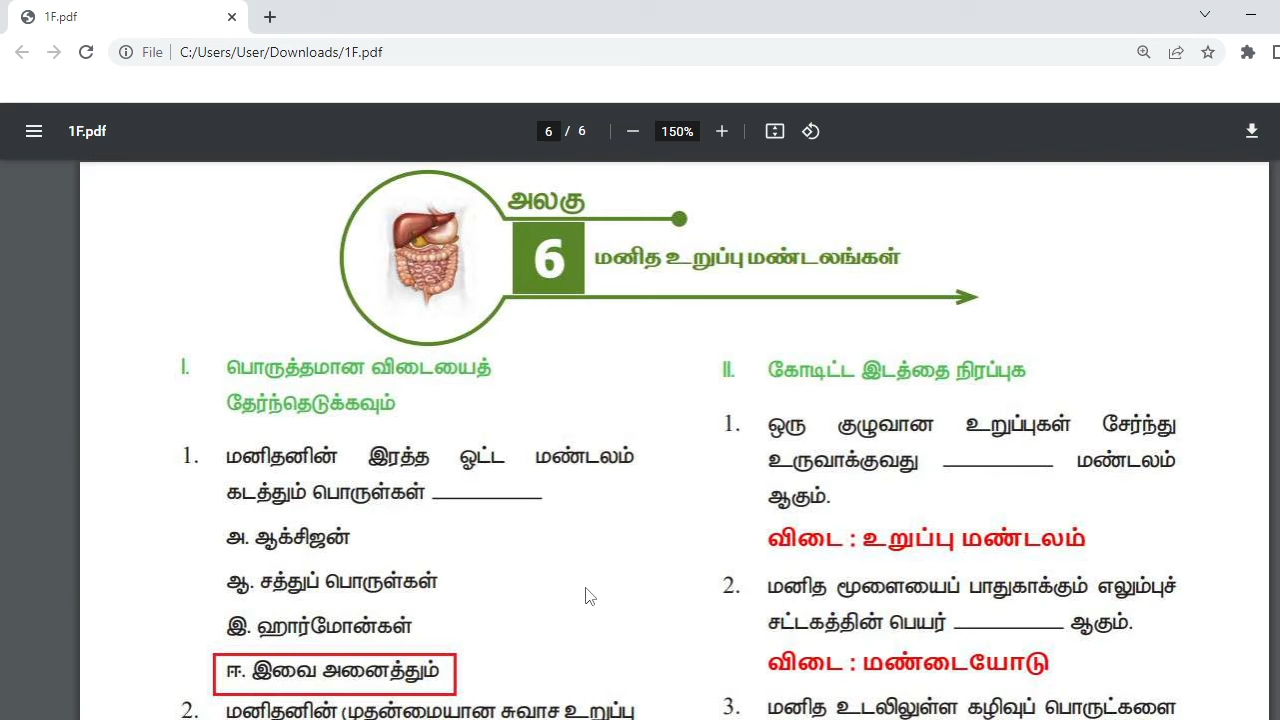 1F.pdf
File
C:/Users/User/Downloads/1F.pdf
1F.pdf
6 / 6
150%
அலகு
6
மனித உறுப்பு மண்டலங்கள்
I. பொருத்தமான விடையைத்
தேர்ந்தெடுக்கவும்
1. மனிதனின் இரத்த ஓட்ட மண்டலம்
கடத்தும் பொருள்கள் __________
அ. ஆக்சிஜன்
ஆ. சத்துப் பொருள்கள்
இ. ஹார்மோன்கள்
ஈ. இவை அனைத்தும்
2. மனிதனின் முதன்மையான சுவாச உறுப்பு
II. கோடிட்ட இடத்தை நிரப்புக
1. ஒரு குழுவான உறுப்புகள் சேர்ந்து
உருவாக்குவது __________ மண்டலம்
ஆகும்.
விடை : உறுப்பு மண்டலம்
2. மனித மூளையைப் பாதுகாக்கும் எலும்புச்
சட்டகத்தின் பெயர் __________ ஆகும்.
விடை : மண்டையோடு
3. மனித உடலிலுள்ள கழிவுப் பொருட்களை